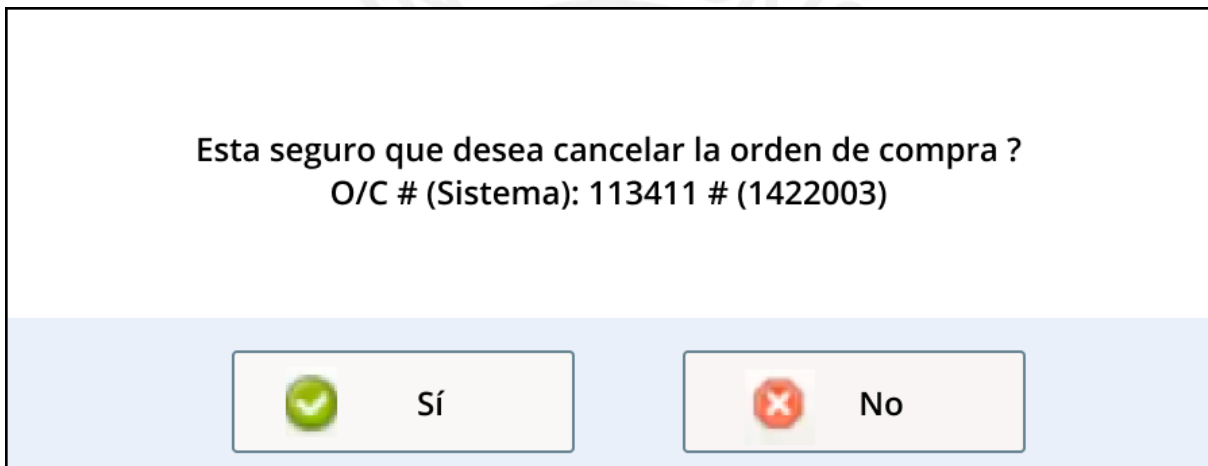 Esta seguro que desea cancelar la orden de compra ?
O/C # (Sistema): 113411 # (1422003)
Sí
No